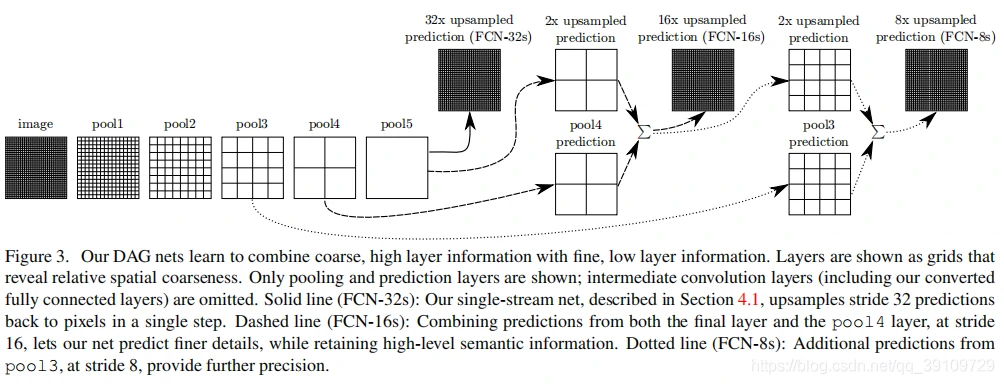 32x upsampled
prediction (FCN-32s)
2x upsampled
prediction
16x upsampled
prediction (FCN-16s)
2x upsampled
prediction
8x upsampled
prediction (FCN-8s)
image
pool1
pool2
pool3
pool4
pool5
pool4
prediction
∑
pool3
prediction
∑
Figure 3. Our DAG nets learn to combine coarse, high layer information with fine, low layer information. Layers are shown as grids that
reveal relative spatial coarseness. Only pooling and prediction layers are shown; intermediate convolution layers (including our converted
fully connected layers) are omitted. Solid line (FCN-32s): Our single-stream net, described in Section 4.1, upsamples stride 32 predictions
back to pixels in a single step. Dashed line (FCN-16s): Combining predictions from both the final layer and the pool4 layer, at stride
16, lets our net predict finer details, while retaining high-level semantic information. Dotted line (FCN-8s): Additional predictions from
pool3, at stride 8, provide further precision.
https://blog.csdn.net/qq_39109729